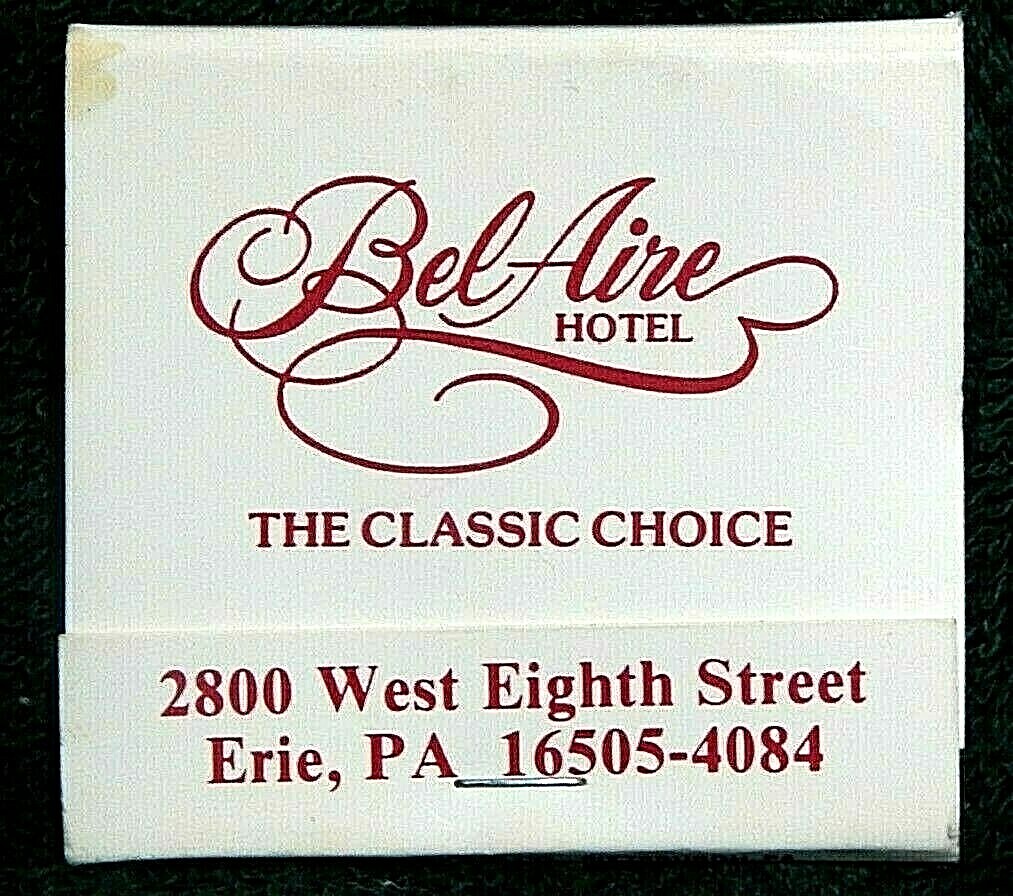 Bel Aire
HOTEL
THE CLASSIC CHOICE
2800 West Eighth Street
Erie, PA 16505-4084